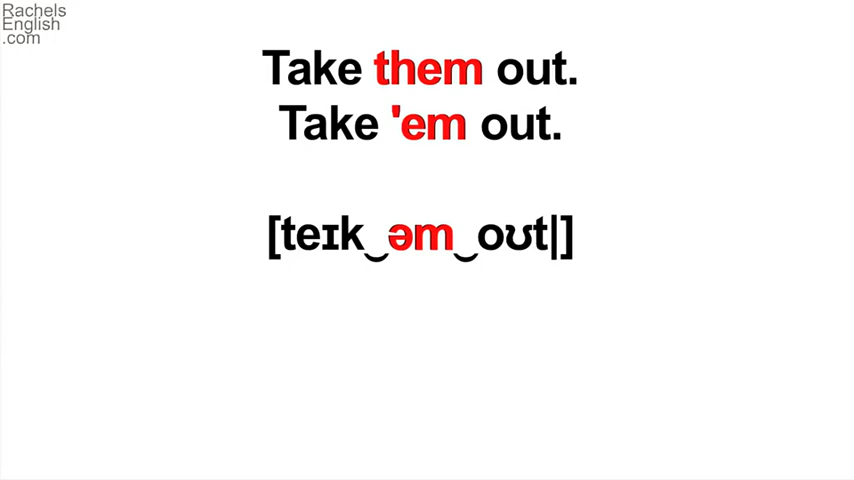 Rachels
English
.com
Take them out.
Take 'em out.
[teɪk‿əm‿oʊt|]